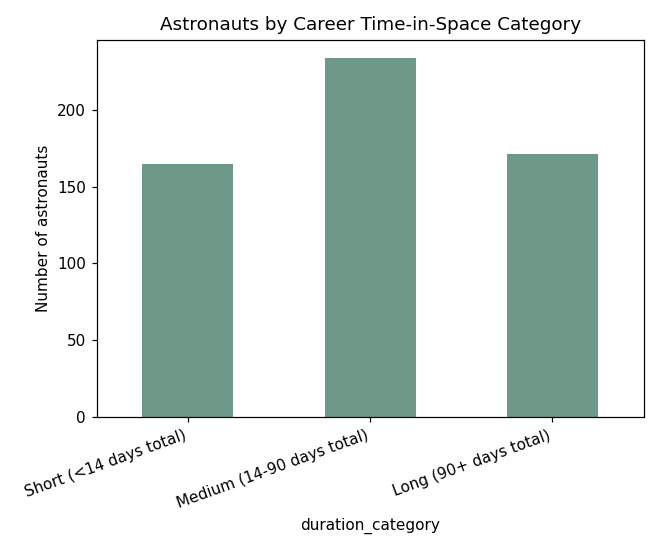 Astronauts by Career Time-in-Space Category
Number of astronauts
200
150
100
50
0
Short (<14 days total)
Medium (14-90 days total)
Long (90+ days total)
duration_category